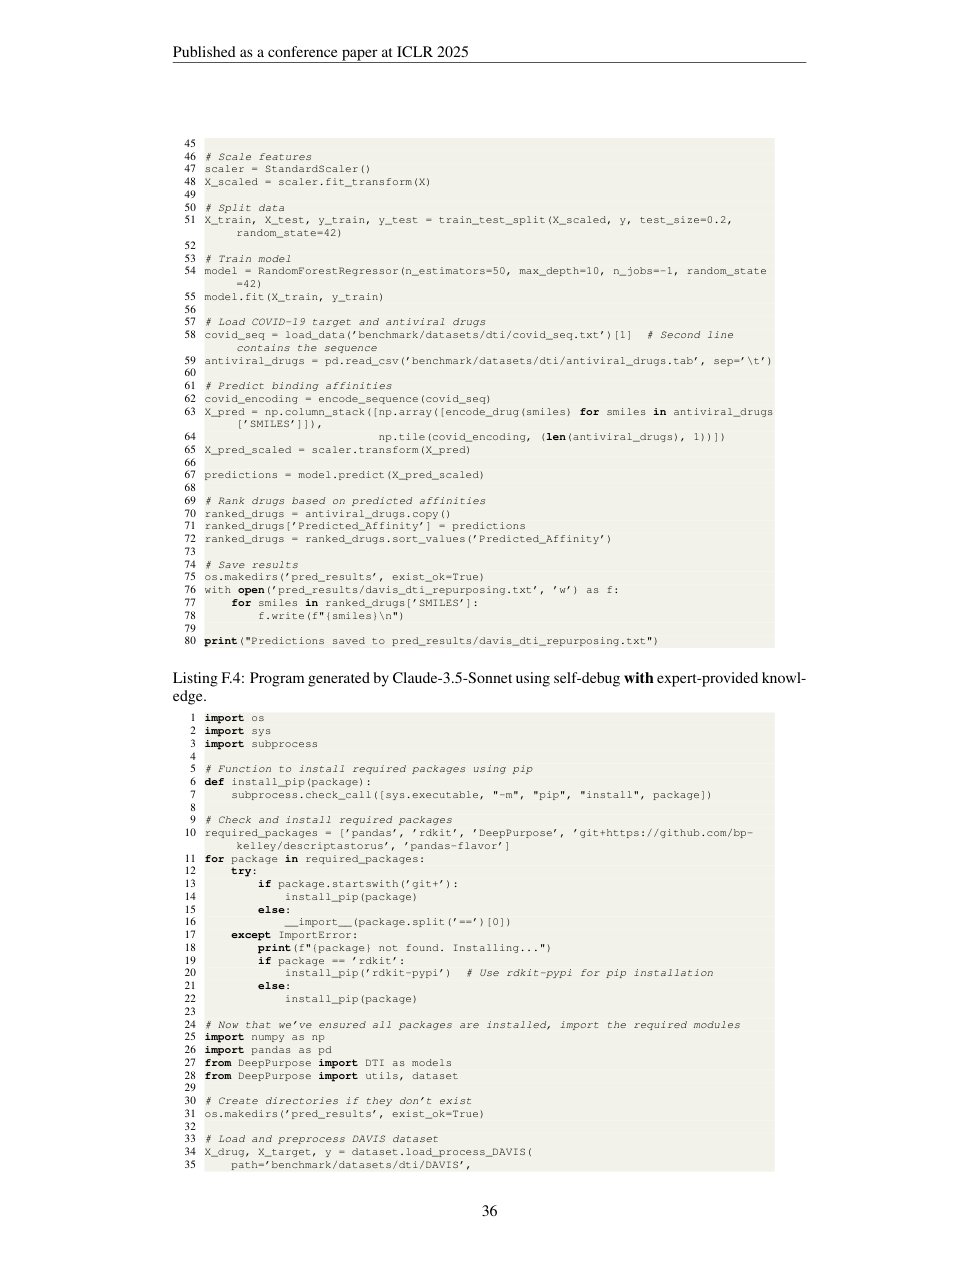 Published as a conference paper at ICLR 2025
45
46 # Scale features
47 scaler = StandardScaler()
48 X_scaled = scaler.fit_transform(X)
49
50 # Split data
51 X_train, X_test, y_train, y_test = train_test_split(X_scaled, y, test_size=0.2,
random_state=42)
52
53 # Train model
54 model = RandomForestRegressor(n_estimators=50, max_depth=10, n_jobs=-1, random_state
=42)
55 model.fit(X_train, y_train)
56
57 # Load COVID-19 target and antiviral drugs
58 covid_seq = load_data('benchmark/datasets/dti/covid_seq.txt')[1]  # Second line
contains the sequence
59 antiviral_drugs = pd.read_csv('benchmark/datasets/dti/antiviral_drugs.tab', sep='\t')
60
61 # Predict binding affinities
62 covid_encoding = encode_sequence(covid_seq)
63 X_pred = np.column_stack([np.array([encode_drug(smiles) for smiles in antiviral_drugs
['SMILES']]),
64 np.tile(covid_encoding, (len(antiviral_drugs), 1))])
65 X_pred_scaled = scaler.transform(X_pred)
66
67 predictions = model.predict(X_pred_scaled)
68
69 # Rank drugs based on predicted affinities
70 ranked_drugs = antiviral_drugs.copy()
71 ranked_drugs['Predicted_Affinity'] = predictions
72 ranked_drugs = ranked_drugs.sort_values('Predicted_Affinity')
73
74 # Save results
75 os.makedirs('pred_results', exist_ok=True)
76 with open('pred_results/davis_dti_repurposing.txt', 'w') as f:
77     for smiles in ranked_drugs['SMILES']:
78         f.write(f"{smiles}\n")
79
80 print("Predictions saved to pred_results/davis_dti_repurposing.txt")
Listing F.4: Program generated by Claude-3.5-Sonnet using self-debug with expert-provided knowl-
edge.
1 import os
2 import sys
3 import subprocess
4
5 # Function to install required packages using pip
6 def install_pip(package):
7     subprocess.check_call([sys.executable, "-m", "pip", "install", package])
8
9 # Check and install required packages
10 required_packages = ['pandas', 'rdkit', 'DeepPurpose', 'git+https://github.com/bp-
kelley/descriptastorus', 'pandas-flavor']
11 for package in required_packages:
12     try:
13         if package.startswith('git+'):
14             install_pip(package)
15         else:
16             __import__(package.split('==')[0])
17     except ImportError:
18         print(f"{package} not found. Installing...")
19         if package == 'rdkit':
20             install_pip('rdkit-pypi')  # Use rdkit-pypi for pip installation
21         else:
22             install_pip(package)
23
24 # Now that we've ensured all packages are installed, import the required modules
25 import numpy as np
26 import pandas as pd
27 from DeepPurpose import DTI as models
28 from DeepPurpose import utils, dataset
29
30 # Create directories if they don't exist
31 os.makedirs('pred_results', exist_ok=True)
32
33 # Load and preprocess DAVIS dataset
34 X_drug, X_target, y = dataset.load_process_DAVIS(
35     path='benchmark/datasets/dti/DAVIS',
36